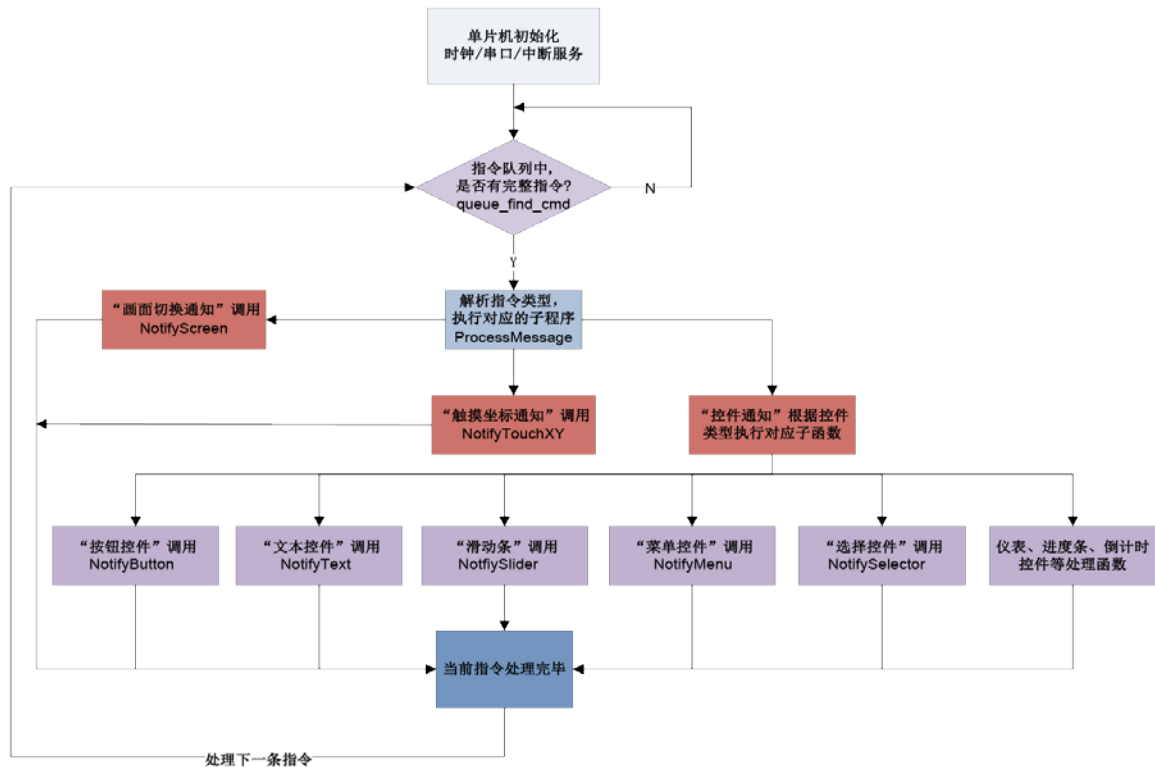 单片机初始化
时钟/串口/中断服务
指令队列中，
是否有完整指令？
queue_find_cmd
N
Y
“画面切换通知”调用
NotifyScreen
解析指令类型，
执行对应的子程序
ProcessMessage
“触摸坐标通知”调用
NotifyTouchXY
“控件通知”根据控件
类型执行对应子函数
“按钮控件”调用
NotifyButton
“文本控件”调用
NotifyText
“滑动条”调用
NotfiySlider
“菜单控件”调用
NotifyMenu
“选择控件”调用
NotifySelector
仪表、进度条、倒计时
控件等处理函数
当前指令处理完毕
处理下一条指令